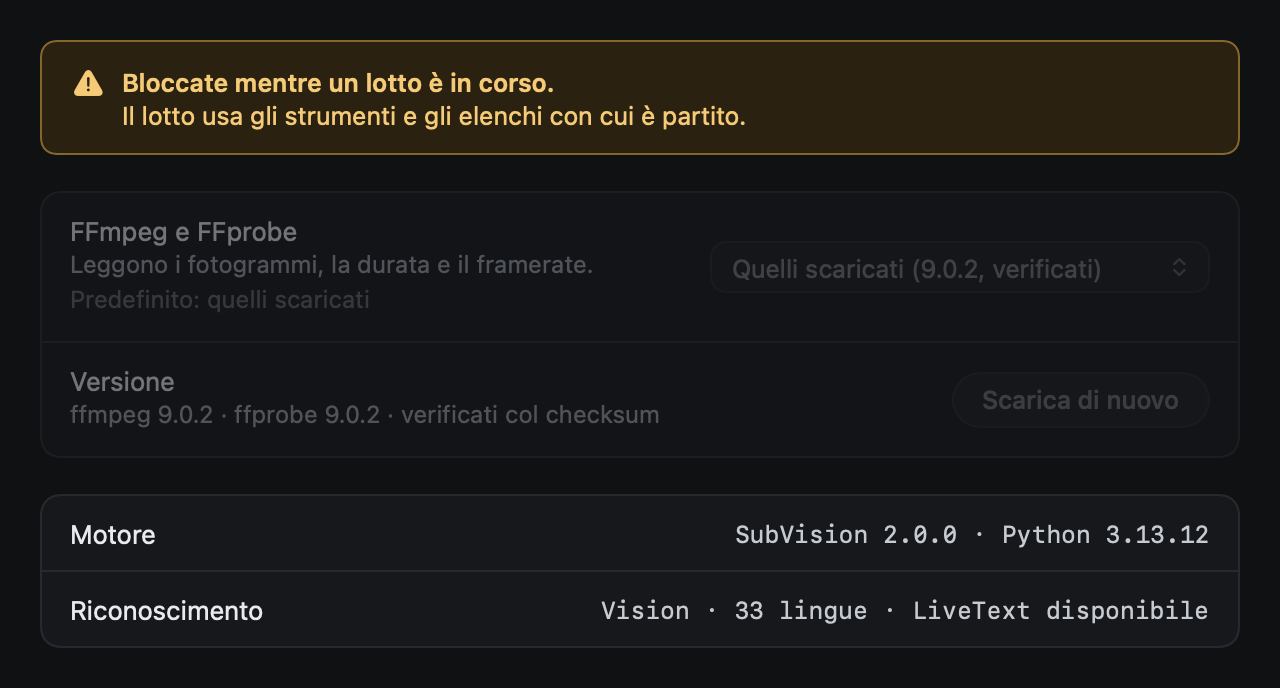 Bloccate mentre un lotto è in corso.
Il lotto usa gli strumenti e gli elenchi con cui è partito.
FFmpeg e FFprobe
Leggono i fotogrammi, la durata e il framerate.
Predefinito: quelli scaricati
Quelli scaricati (9.0.2, verificati)
Versione
ffmpeg 9.0.2 · ffprobe 9.0.2 · verificati col checksum
Scarica di nuovo
Motore
SubVision 2.0.0 · Python 3.13.12
Riconoscimento
Vision · 33 lingue · LiveText disponibile